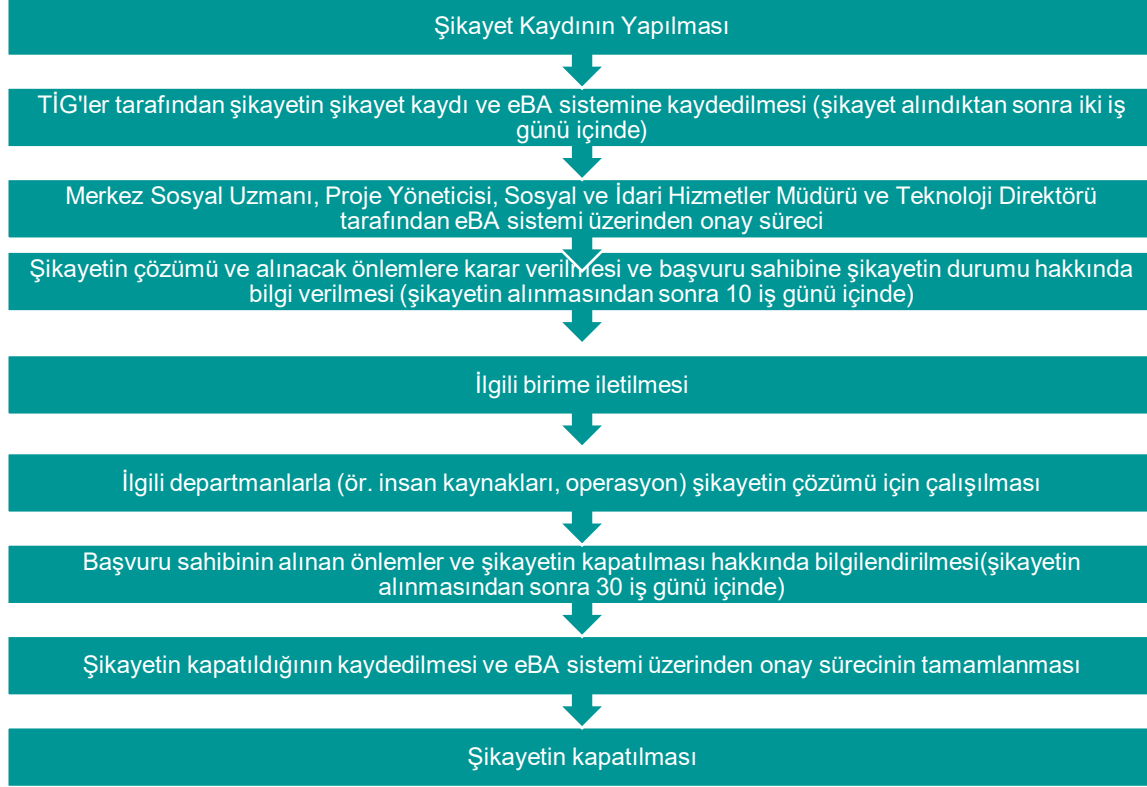 Şikayet Kaydının Yapılması
TİG'ler tarafından şikayetin şikayet kaydı ve eBA sistemine kaydedilmesi (şikayet alındıktan sonra iki iş
günü içinde)
Merkez Sosyal Uzmanı, Proje Yöneticisi, Sosyal ve İdari Hizmetler Müdürü ve Teknoloji Direktörü
tarafından eBA sistemi üzerinden onay süreci
Şikayetin çözümü ve alınacak önlemlere karar verilmesi ve başvuru sahibine şikayetin durumu hakkında
bilgi verilmesi (şikayetin alınmasından sonra 10 iş günü içinde)
İlgili birime iletilmesi
İlgili departmanlarla (ör. insan kaynakları, operasyon) şikayetin çözümü için çalışılması
Başvuru sahibinin alınan önlemler ve şikayetin kapatılması hakkında bilgilendirilmesi(şikayetin
alınmasından sonra 30 iş günü içinde)
Şikayetin kapatıldığının kaydedilmesi ve eBA sistemi üzerinden onay sürecinin tamamlanması
Şikayetin kapatılması